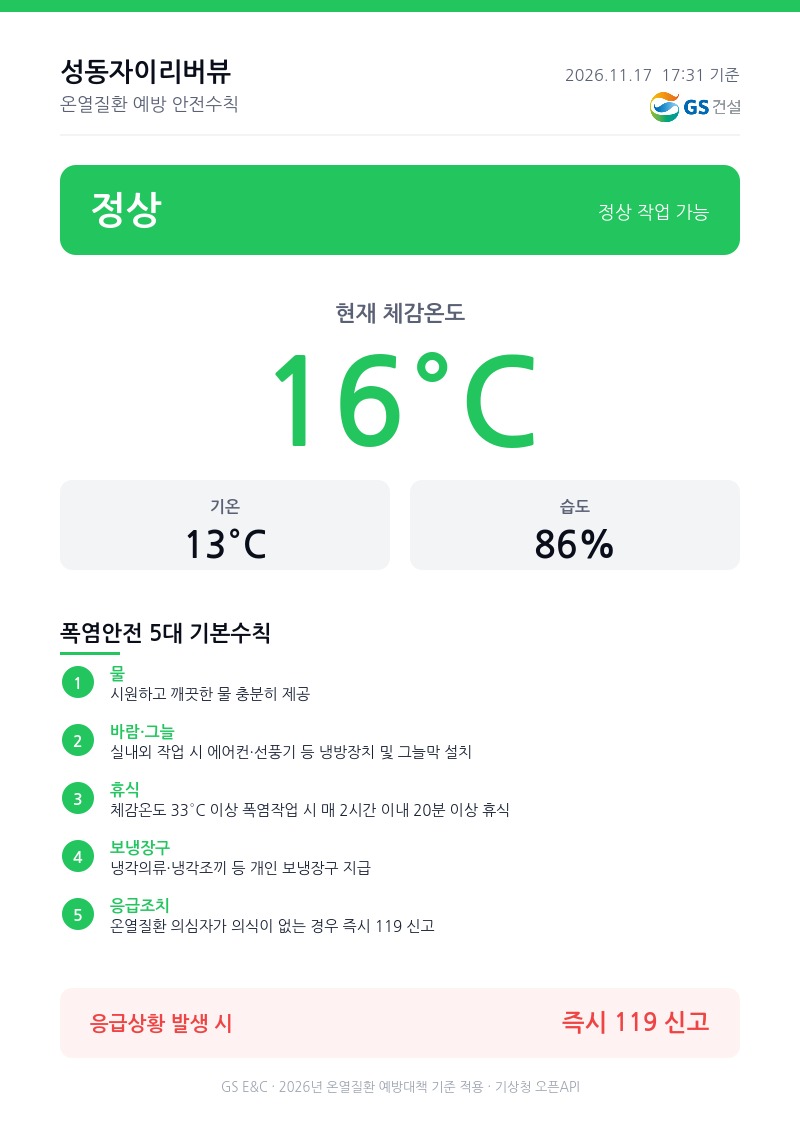 성동자이리버뷰
온열질환 예방 안전수칙
2026.11.17 17:31 기준
GS건설
정상
정상 작업 가능
현재 체감온도
16°C
기온
13°C
습도
86%
폭염안전 5대 기본수칙
1
물
시원하고 깨끗한 물 충분히 제공
2
바람·그늘
실내외 작업 시 에어컨·선풍기 등 냉방장치 및 그늘막 설치
3
휴식
체감온도 33°C 이상 폭염작업 시 매 2시간 이내 20분 이상 휴식
4
보냉장구
냉각의류·냉각조끼 등 개인 보냉장구 지급
5
응급조치
온열질환 의심자가 의식이 없는 경우 즉시 119 신고
응급상황 발생 시
즉시 119 신고
GS E&C · 2026년 온열질환 예방대책 기준 적용 · 기상청 오픈API